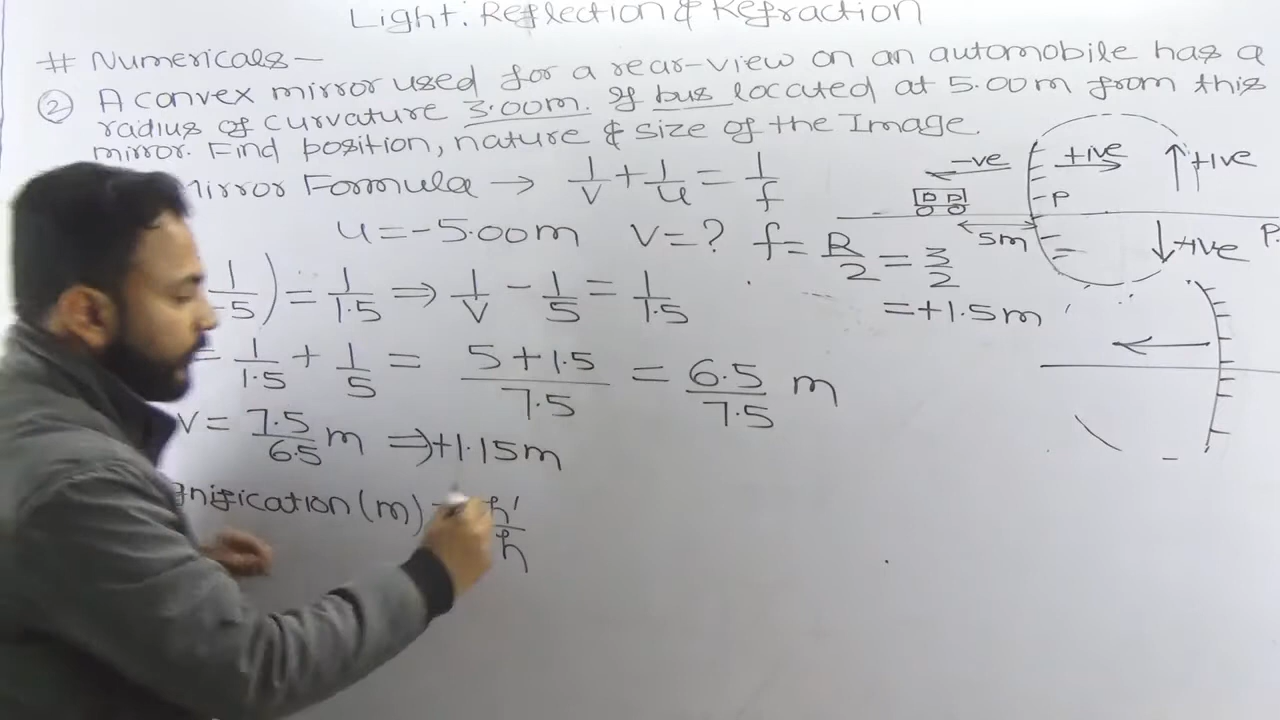 Light: Reflection & Refraction
# Numericals—
② A convex mirror used for a rear-view on an automobile has a
radius of curvature 3.00m. If bus located at 5.00m from this
mirror. Find position, nature & size of the Image.
Mirror Formula → 1/v + 1/u = 1/f
u = -5.00m v = ? f = R/2 = 3/2
= +1.5m
1/-5) = 1/1.5 ⇒ 1/v - 1/5 = 1/1.5
= 1/1.5 + 1/5 = 5+1.5/7.5 = 6.5/7.5 m
v = 7.5/6.5 m ⇒ +1.15m
gnification (m) = h'/h
-ve
+ive
+ive
P
5m
+ive
P